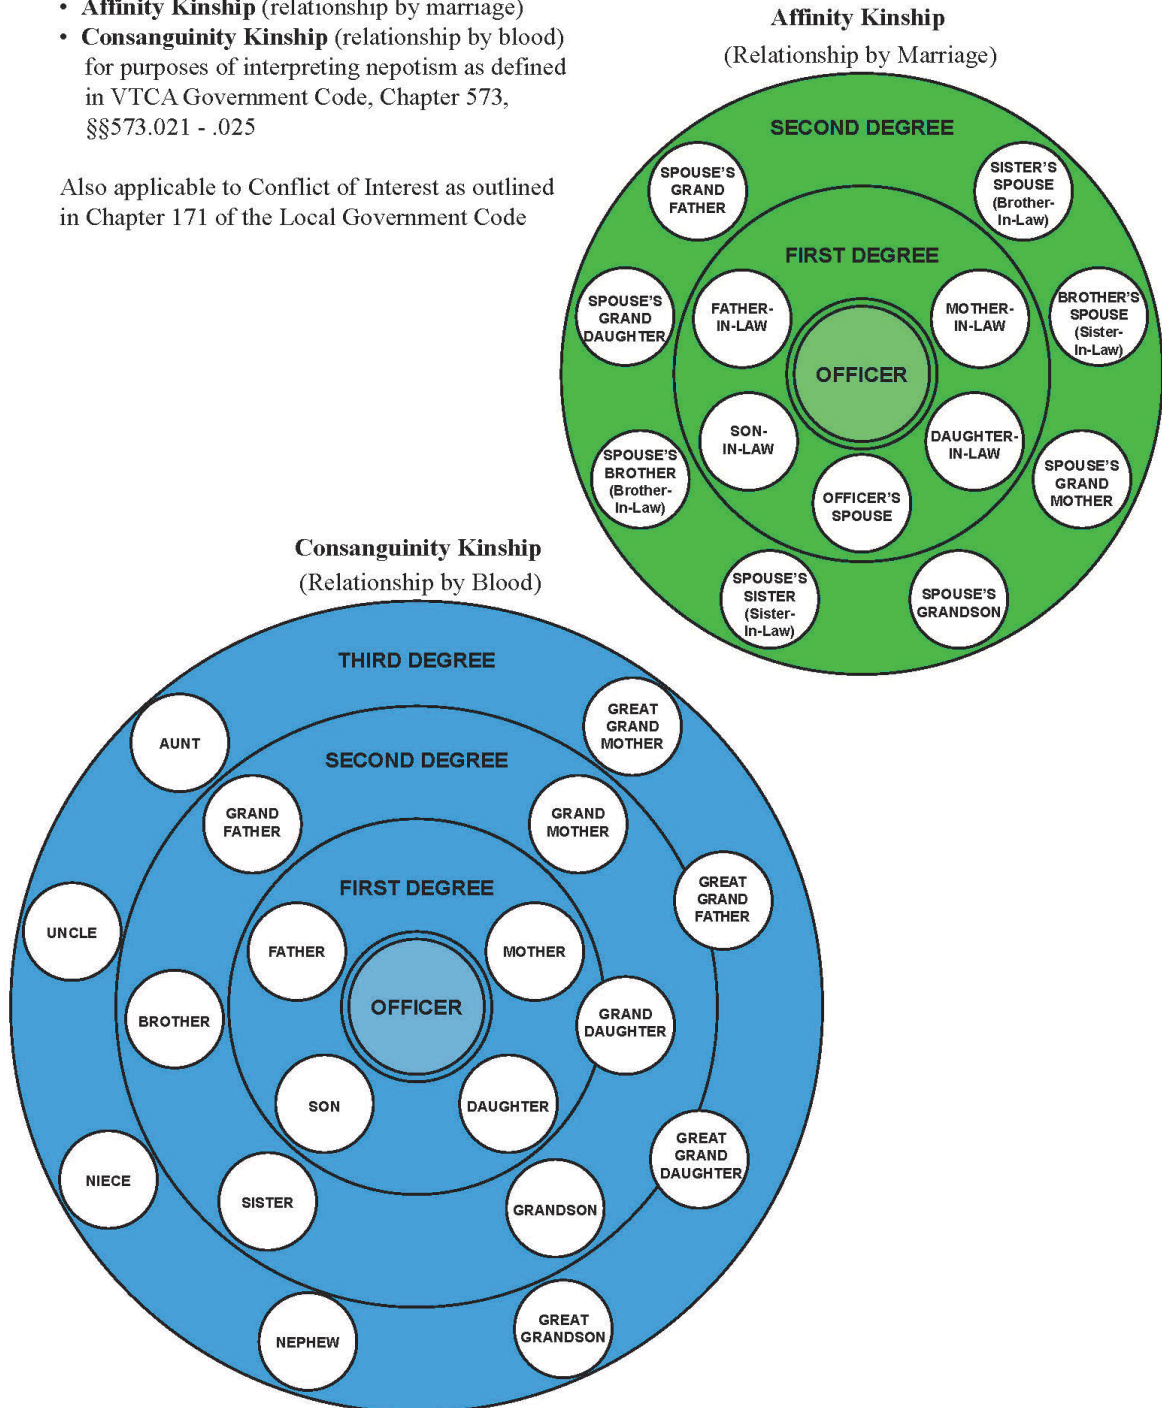 • Affinity Kinship (relationship by marriage)
• Consanguinity Kinship (relationship by blood)
for purposes of interpreting nepotism as defined
in VTCA Government Code, Chapter 573,
§§573.021 - .025
Also applicable to Conflict of Interest as outlined
in Chapter 171 of the Local Government Code
Affinity Kinship
(Relationship by Marriage)
SECOND DEGREE
SPOUSE'S
GRAND
FATHER
SISTER'S
SPOUSE
(Brother-
In-Law)
FIRST DEGREE
SPOUSE'S
GRAND
DAUGHTER
FATHER-
IN-LAW
MOTHER-
IN-LAW
BROTHER'S
SPOUSE
(Sister-
In-Law)
OFFICER
SON-
IN-LAW
DAUGHTER-
IN-LAW
SPOUSE'S
BROTHER
(Brother-
In-Law)
OFFICER'S
SPOUSE
SPOUSE'S
GRAND
MOTHER
SPOUSE'S
SISTER
(Sister-
In-Law)
SPOUSE'S
GRANDSON
Consanguinity Kinship
(Relationship by Blood)
THIRD DEGREE
AUNT
GREAT
GRAND
MOTHER
SECOND DEGREE
GRAND
FATHER
GRAND
MOTHER
FIRST DEGREE
GREAT
GRAND
FATHER
UNCLE
FATHER
MOTHER
OFFICER
BROTHER
GRAND
DAUGHTER
SON
DAUGHTER
GREAT
GRAND
DAUGHTER
NIECE
SISTER
GRANDSON
NEPHEW
GREAT
GRANDSON